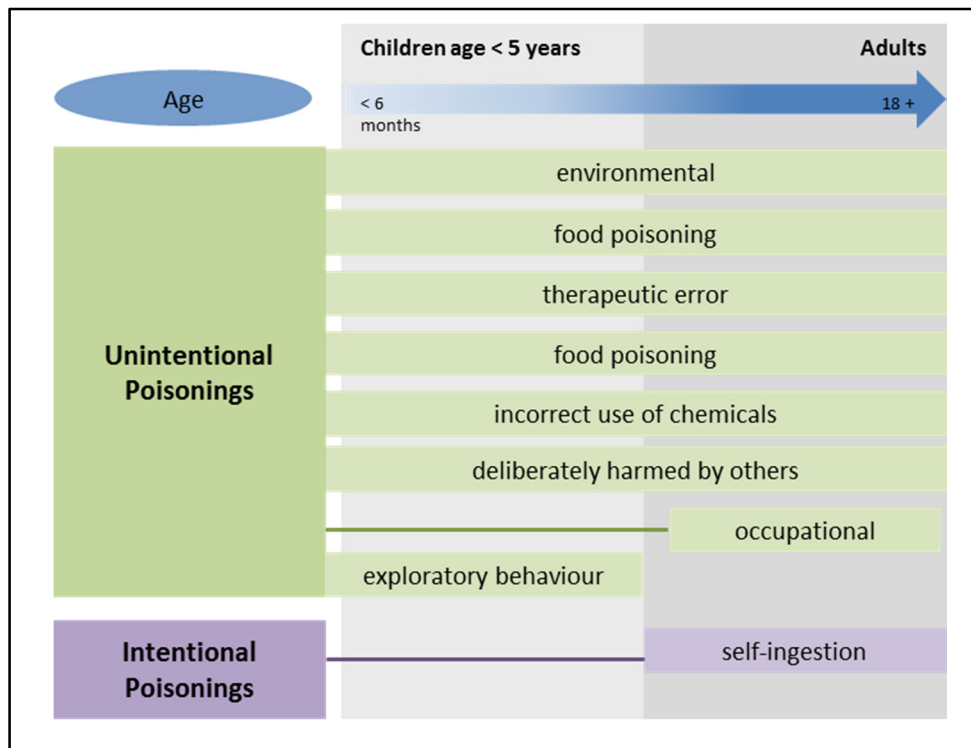 Children age < 5 years
Adults
Age
< 6
months
18 +
environmental
food poisoning
therapeutic error
Unintentional
Poisonings
food poisoning
incorrect use of chemicals
deliberately harmed by others
occupational
exploratory behaviour
Intentional
Poisonings
self-ingestion